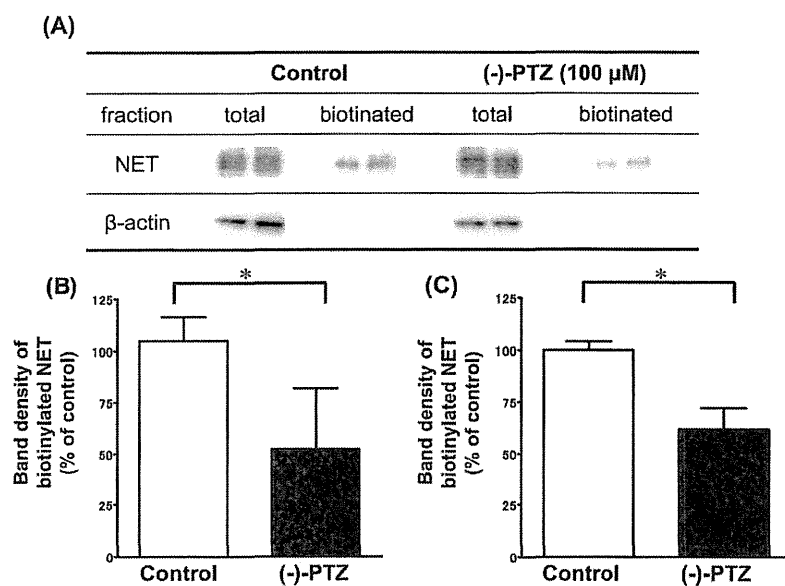 (A)
Control (-)-PTZ (100 µM)
fraction total biotinated total biotinated
NET
β-actin
(B)
*
Band density of
biotinylated NET
(% of control)
125
100
75
50
25
0
Control (-)-PTZ
(C)
*
Band density of
biotinylated NET
(% of control)
125
100
75
50
25
0
Control (-)-PTZ